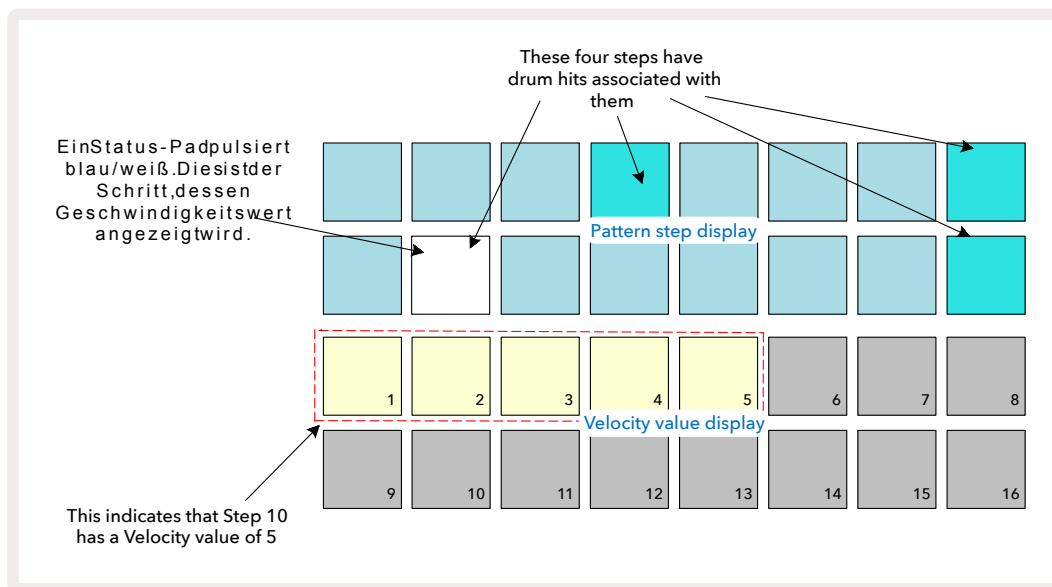 These four steps have
drum hits associated with
them
EinStatus-Padpulsiert
blau/weiß.Diesistder
Schritt,dessen
Geschwindigkeitswert
angezeigtwird.
Pattern step display
1 2 3 4 5 6 7 8
Velocity value display
9 10 11 12 13 14 15 16
This indicates that Step 10
has a Velocity value of 5